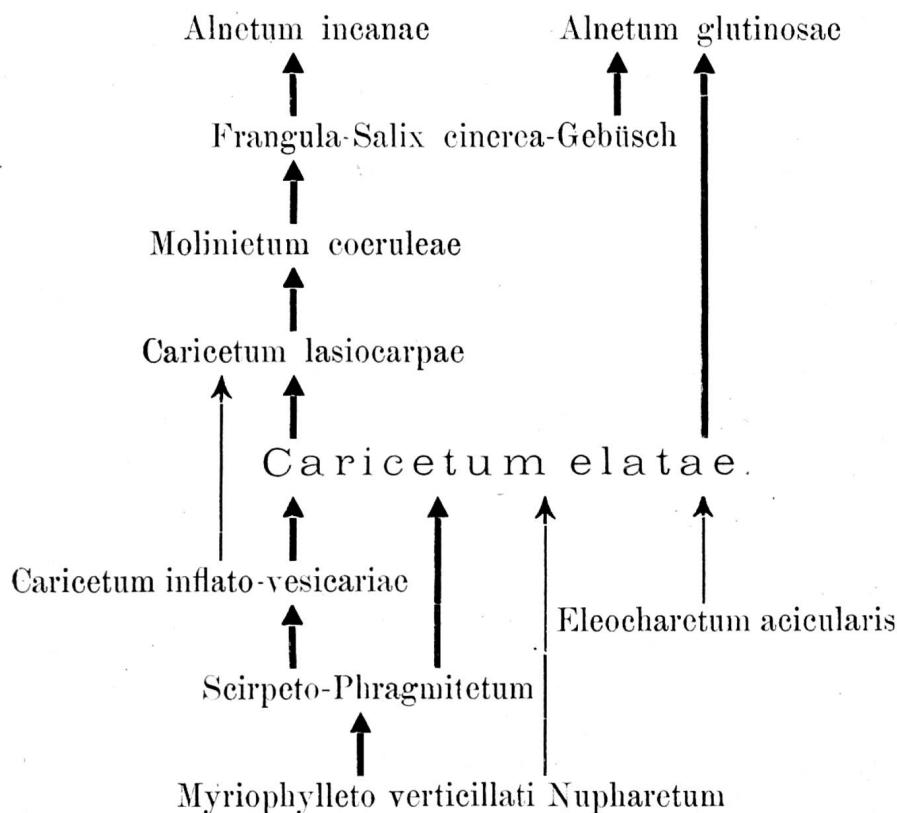 Alnetum incanae Alnetum glutinosae
Frangula-Salix cinerea-Gebüsch
Molinietum coeruleae
Caricetum lasiocarpae
Caricetum elatae.
Caricetum inflato-vesicariae
Eleocharetum acicularis
Scirpeto-Phragmitetum
Myriophylleto verticillati Nupharetum